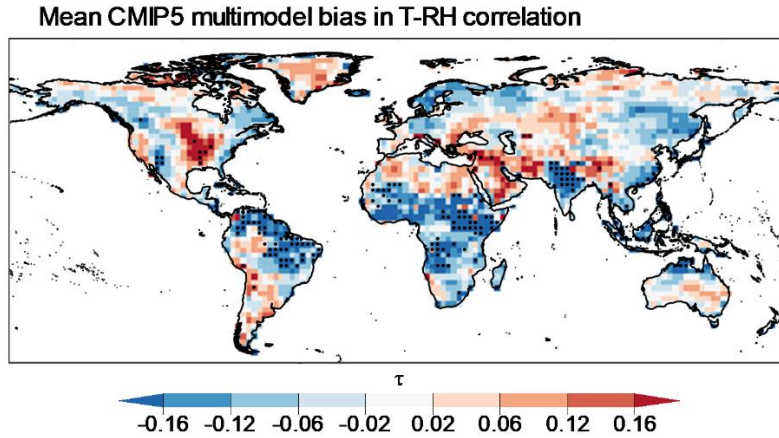 Mean CMIP5 multimodel bias in T-RH correlation
τ
-0.16 -0.12 -0.06 -0.02 0.02 0.06 0.12 0.16